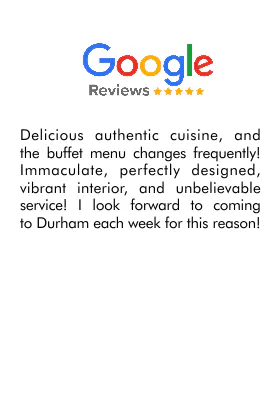 Google
Reviews
Delicious authentic cuisine, and
the buffet menu changes frequently!
Immaculate, perfectly designed,
vibrant interior, and unbelievable
service! I look forward to coming
to Durham each week for this reason!